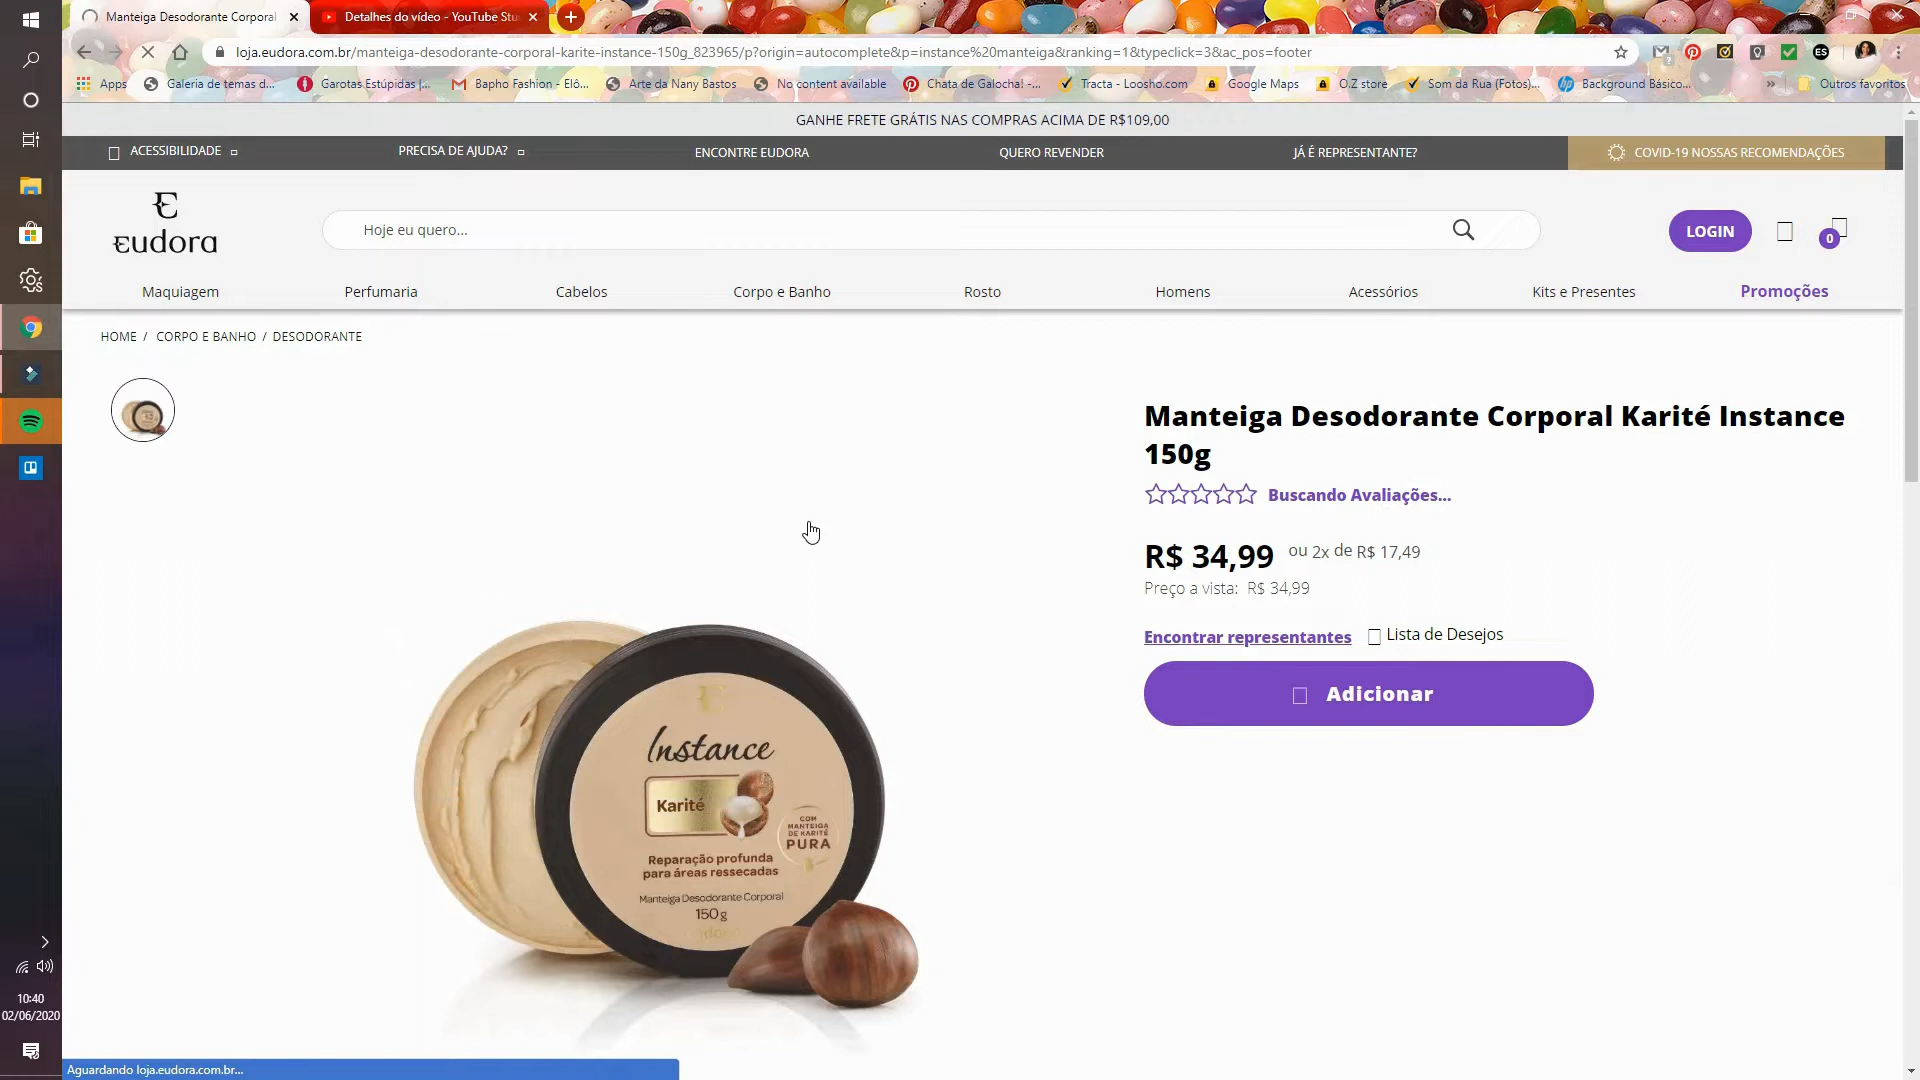 Manteiga Desodorante Corporal
Detalhes do vídeo - YouTube Stu
loja.eudora.com.br/manteiga-desodorante-corporal-karite-instance-150g_823965/p?origin=autocomplete&p=instance%20manteiga&ranking=1&typeclick=3&ac_pos=footer
ES
Apps
Galeria de temas d...
Garotas Estúpidas |...
Bapho Fashion - Elô...
Arte da Nany Bastos
No content available
Chata de Galocha! -...
Tracta - Loosho.com
Google Maps
O.Z store
Som da Rua (Fotos)...
Background Básico...
»
Outros favoritos
GANHE FRETE GRÁTIS NAS COMPRAS ACIMA DE R$109,00
ACESSIBILIDADE
PRECISA DE AJUDA?
ENCONTRE EUDORA
QUERO REVENDER
JÁ É REPRESENTANTE?
COVID-19 NOSSAS RECOMENDAÇÕES
E
eudora
Hoje eu quero...
LOGIN
0
Maquiagem
Perfumaria
Cabelos
Corpo e Banho
Rosto
Homens
Acessórios
Kits e Presentes
Promoções
HOME / CORPO E BANHO / DESODORANTE
Manteiga Desodorante Corporal Karité Instance
150g
Buscando Avaliações...
R$ 34,99 ou 2x de R$ 17,49
Preço a vista: R$ 34,99
Encontrar representantes
Lista de Desejos
Adicionar
E
Instance
Karité
COM
MANTEIGA
DE KARITÉ
PURA
Reparação profunda
para áreas ressecadas
Manteiga Desodorante Corporal
150g
eudora
10:40
02/06/2020
Aguardando loja.eudora.com.br...